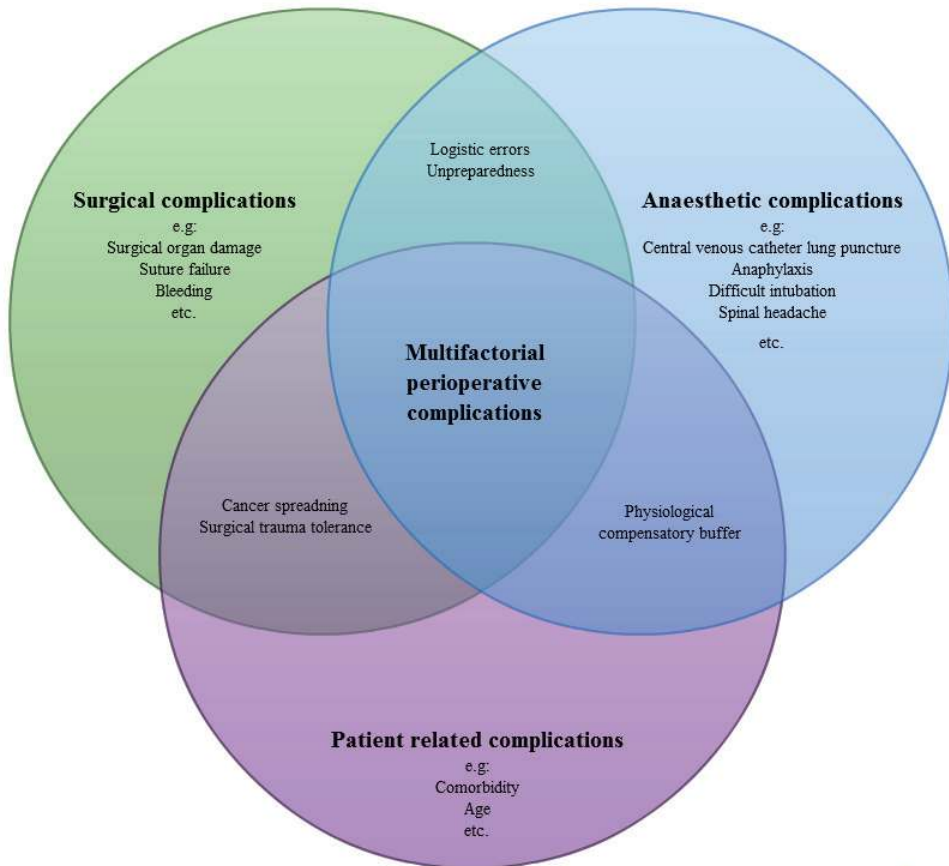 Logistic errors
Unpreparedness
Surgical complications
e.g:
Surgical organ damage
Suture failure
Bleeding
etc.
Anaesthetic complications
e.g:
Central venous catheter lung puncture
Anaphylaxis
Difficult intubation
Spinal headache
etc.
Multifactorial
perioperative
complications
Cancer spreadning
Surgical trauma tolerance
Physiological
compensatory buffer
Patient related complications
e.g:
Comorbidity
Age
etc.